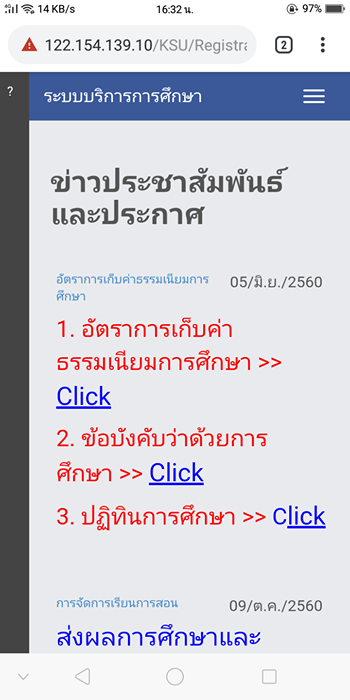 14 KB/s 16:32 น. 97%
122.154.139.10/KSU/Registra 2
?
ระบบบริการการศึกษา
ข่าวประชาสัมพันธ์
และประกาศ
อัตราการเก็บค่าธรรมเนียมการ 05/มิ.ย./2560
ศึกษา
1. อัตราการเก็บค่า
ธรรมเนียมการศึกษา >>
Click
2. ข้อบังคับว่าด้วยการ
ศึกษา >> Click
3. ปฏิทินการศึกษา >> Click
การจัดการเรียนการสอน 09/ต.ค./2560
ส่งผลการศึกษาและ